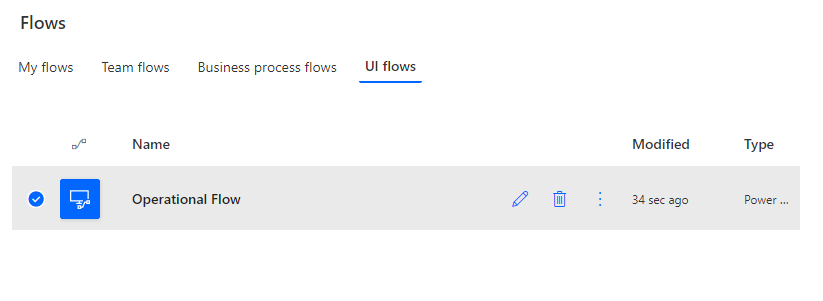 Flows
My flows Team flows Business process flows UI flows
Name Modified Type
Operational Flow 34 sec ago Power ...